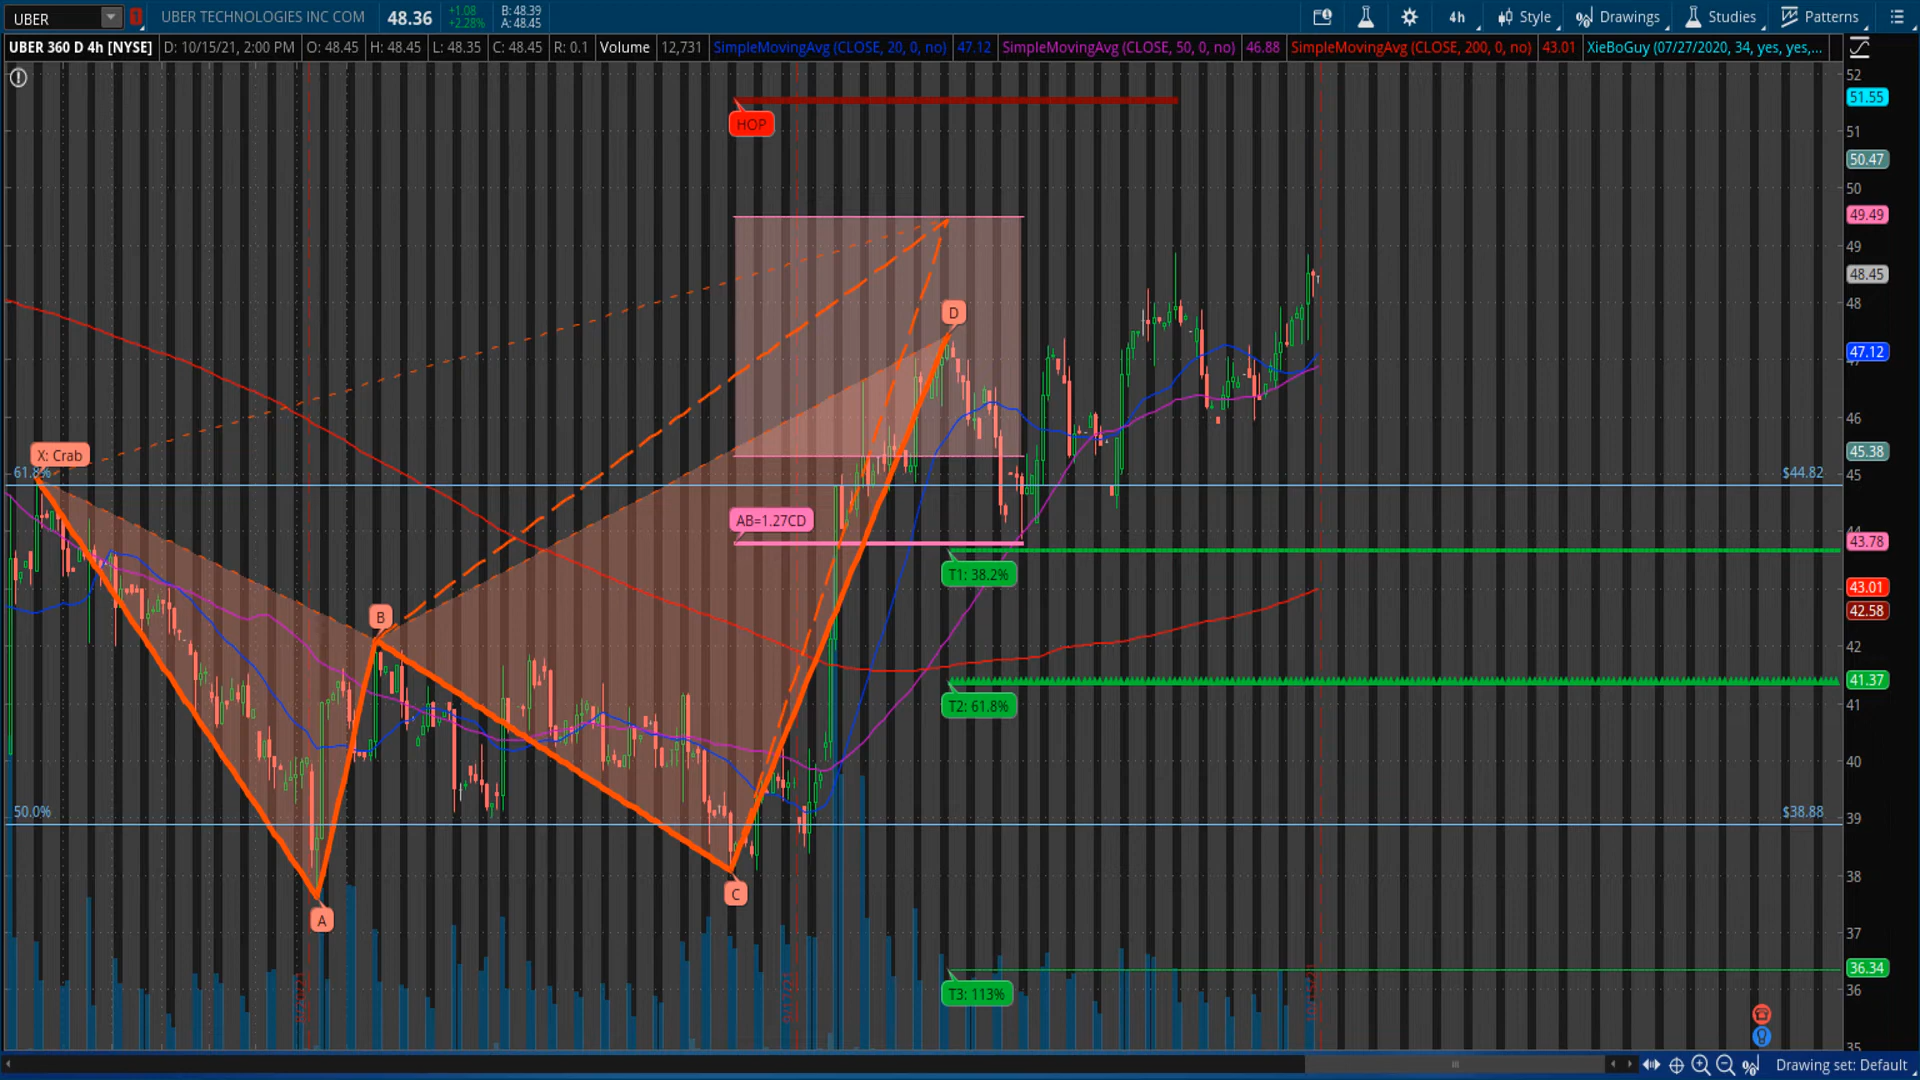 UBER
1
UBER TECHNOLOGIES INC COM
48.36
+1.08
+2.28%
B: 48.39
A: 48.45
4h
Style
Drawings
Studies
Patterns
UBER 360 D 4h [NYSE]
D: 10/15/21, 2:00 PM
O: 48.45
H: 48.45
L: 48.35
C: 48.45
R: 0.1
Volume
12,731
SimpleMovingAvg (CLOSE, 20, 0, no)
47.12
SimpleMovingAvg (CLOSE, 50, 0, no)
46.88
SimpleMovingAvg (CLOSE, 200, 0, no)
43.01
XieBoGuy (07/27/2020, 34, yes, yes,...
52
51.55
HOP
51
50.47
50
49.49
49
48.45
48
D
47.12
46
X: Crab
45.38
61.8%
$44.82
45
AB=1.27CD
43.78
T1: 38.2%
43.01
42.58
B
42
41.37
T2: 61.8%
41
40
50.0%
$38.88
39
38
C
A
37
36.34
T3: 113%
36
35
Drawing set: Default